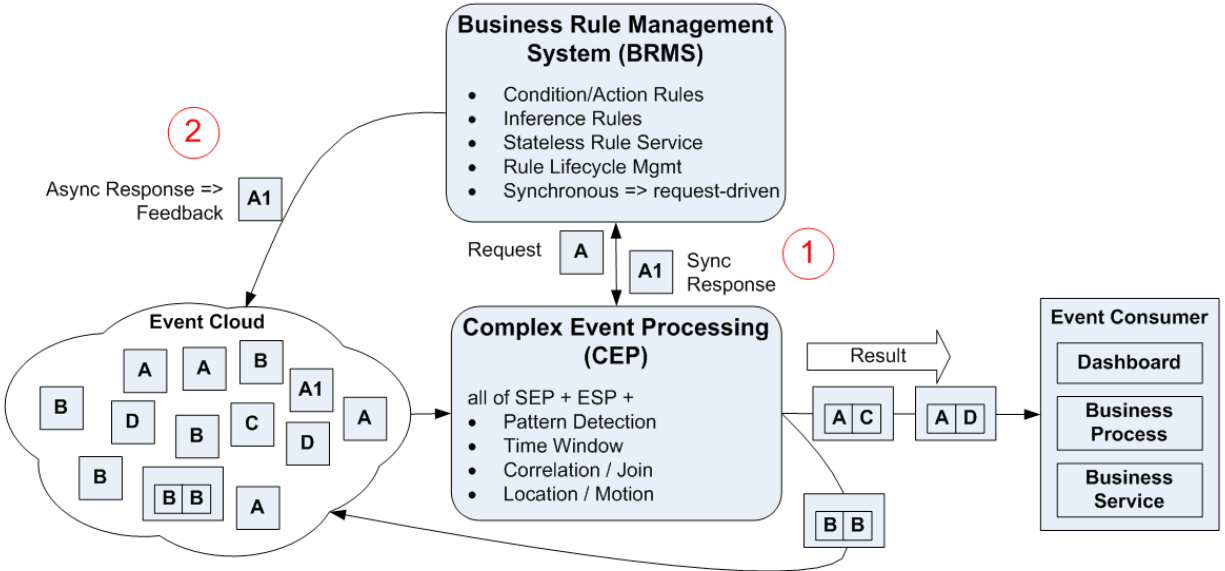 Business Rule Management
System (BRMS)
• Condition/Action Rules
• Inference Rules
• Stateless Rule Service
• Rule Lifecycle Mgmt
• Synchronous => request-driven
2
Async Response =>
Feedback
A1
Request
A
A1
Sync
Response
1
Event Cloud
A
A
B
A1
B
D
B
C
D
A
B
B B
A
Complex Event Processing
(CEP)
all of SEP + ESP +
• Pattern Detection
• Time Window
• Correlation / Join
• Location / Motion
Result
A C
A D
B B
Event Consumer
Dashboard
Business
Process
Business
Service